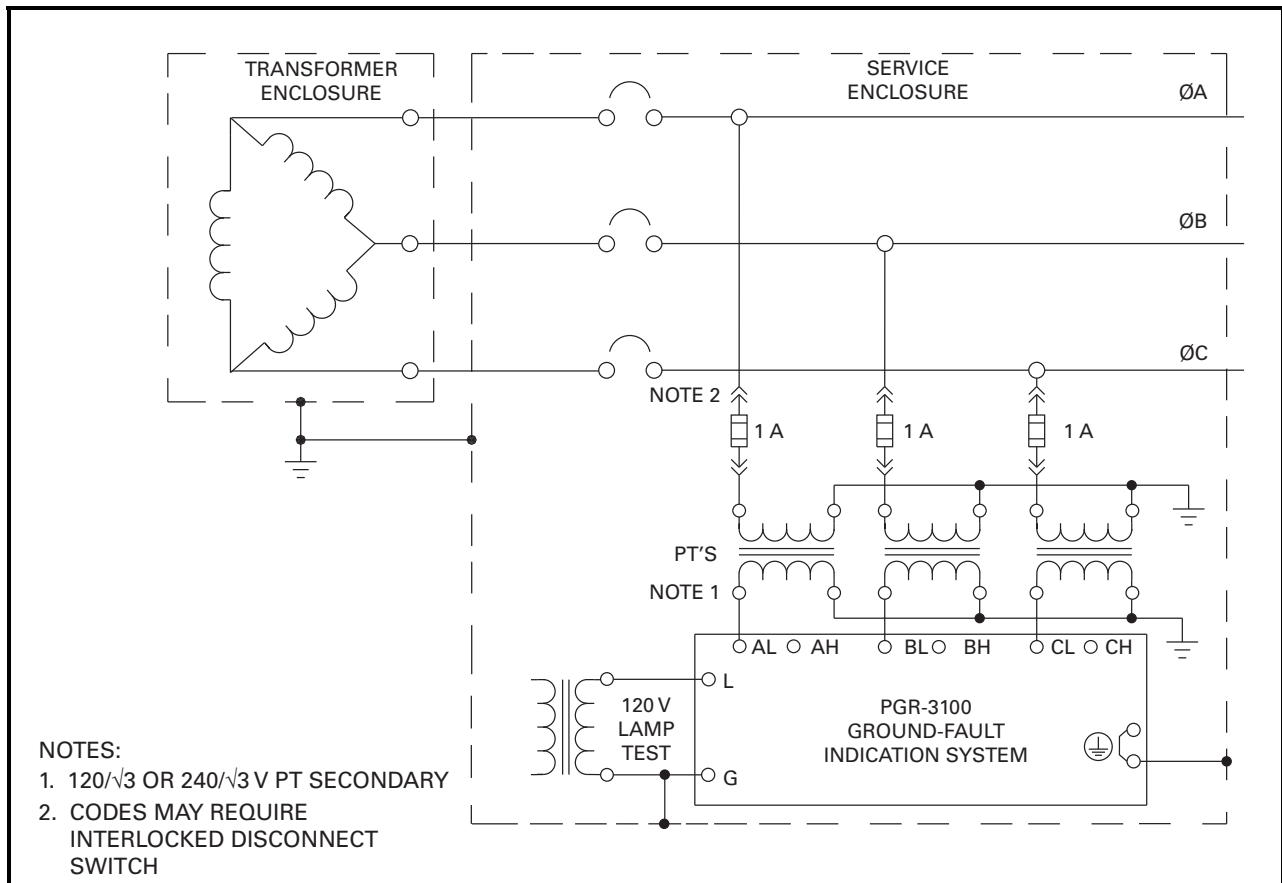 TRANSFORMER
ENCLOSURE
SERVICE
ENCLOSURE
ØA
ØB
ØC
NOTE 2
1 A
1 A
1 A
PT'S
NOTE 1
AL AH BL BH CL CH
L
120 V
LAMP
TEST
G
PGR-3100
GROUND-FAULT
INDICATION SYSTEM
NOTES:
1. 120/√3 OR 240/√3 V PT SECONDARY
2. CODES MAY REQUIRE
INTERLOCKED DISCONNECT
SWITCH